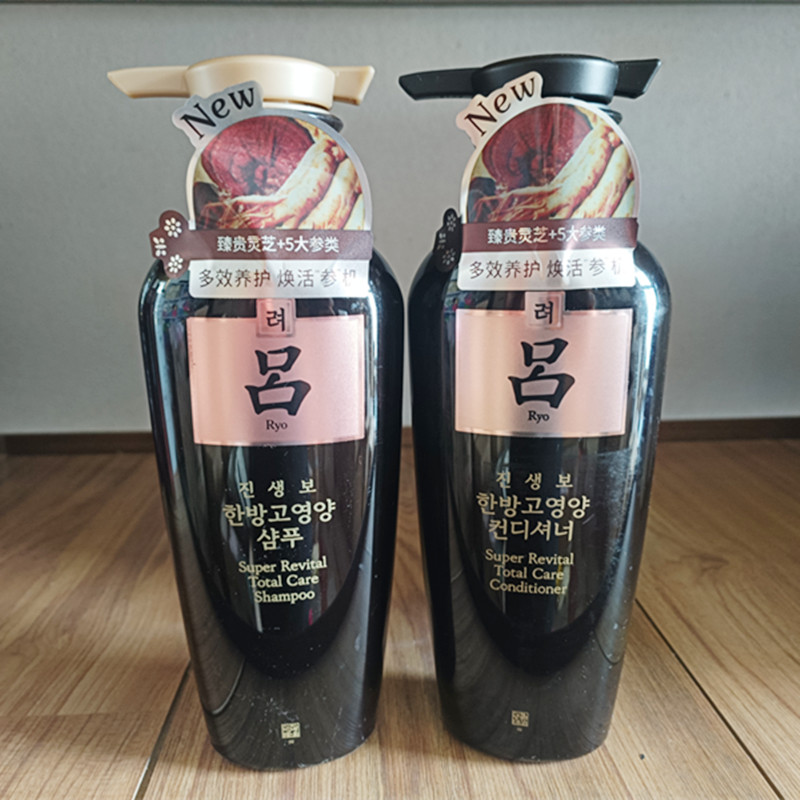 New
臻贵灵芝+5大参类
多效养护 焕活"参"机
려
呂
Ryo
진생보
한방고영양
샴푸
Super Revital
Total Care
Shampoo
New
臻贵灵芝+5大参类
多效养护 焕活"参"机
려
呂
Ryo
진생보
한방고영양
컨디셔너
Super Revital
Total Care
Conditioner